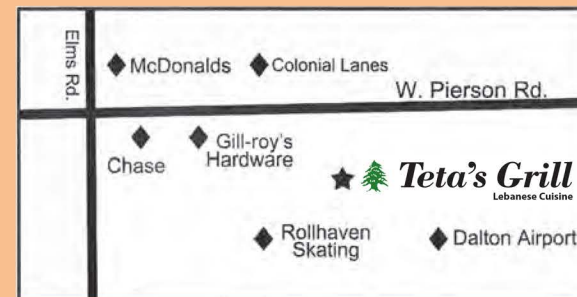 Elms Rd.
McDonalds
Colonial Lanes
W. Pierson Rd.
Chase
Gill-roy's
Hardware
Teta's Grill
Lebanese Cuisine
Rollhaven
Skating
Dalton Airport